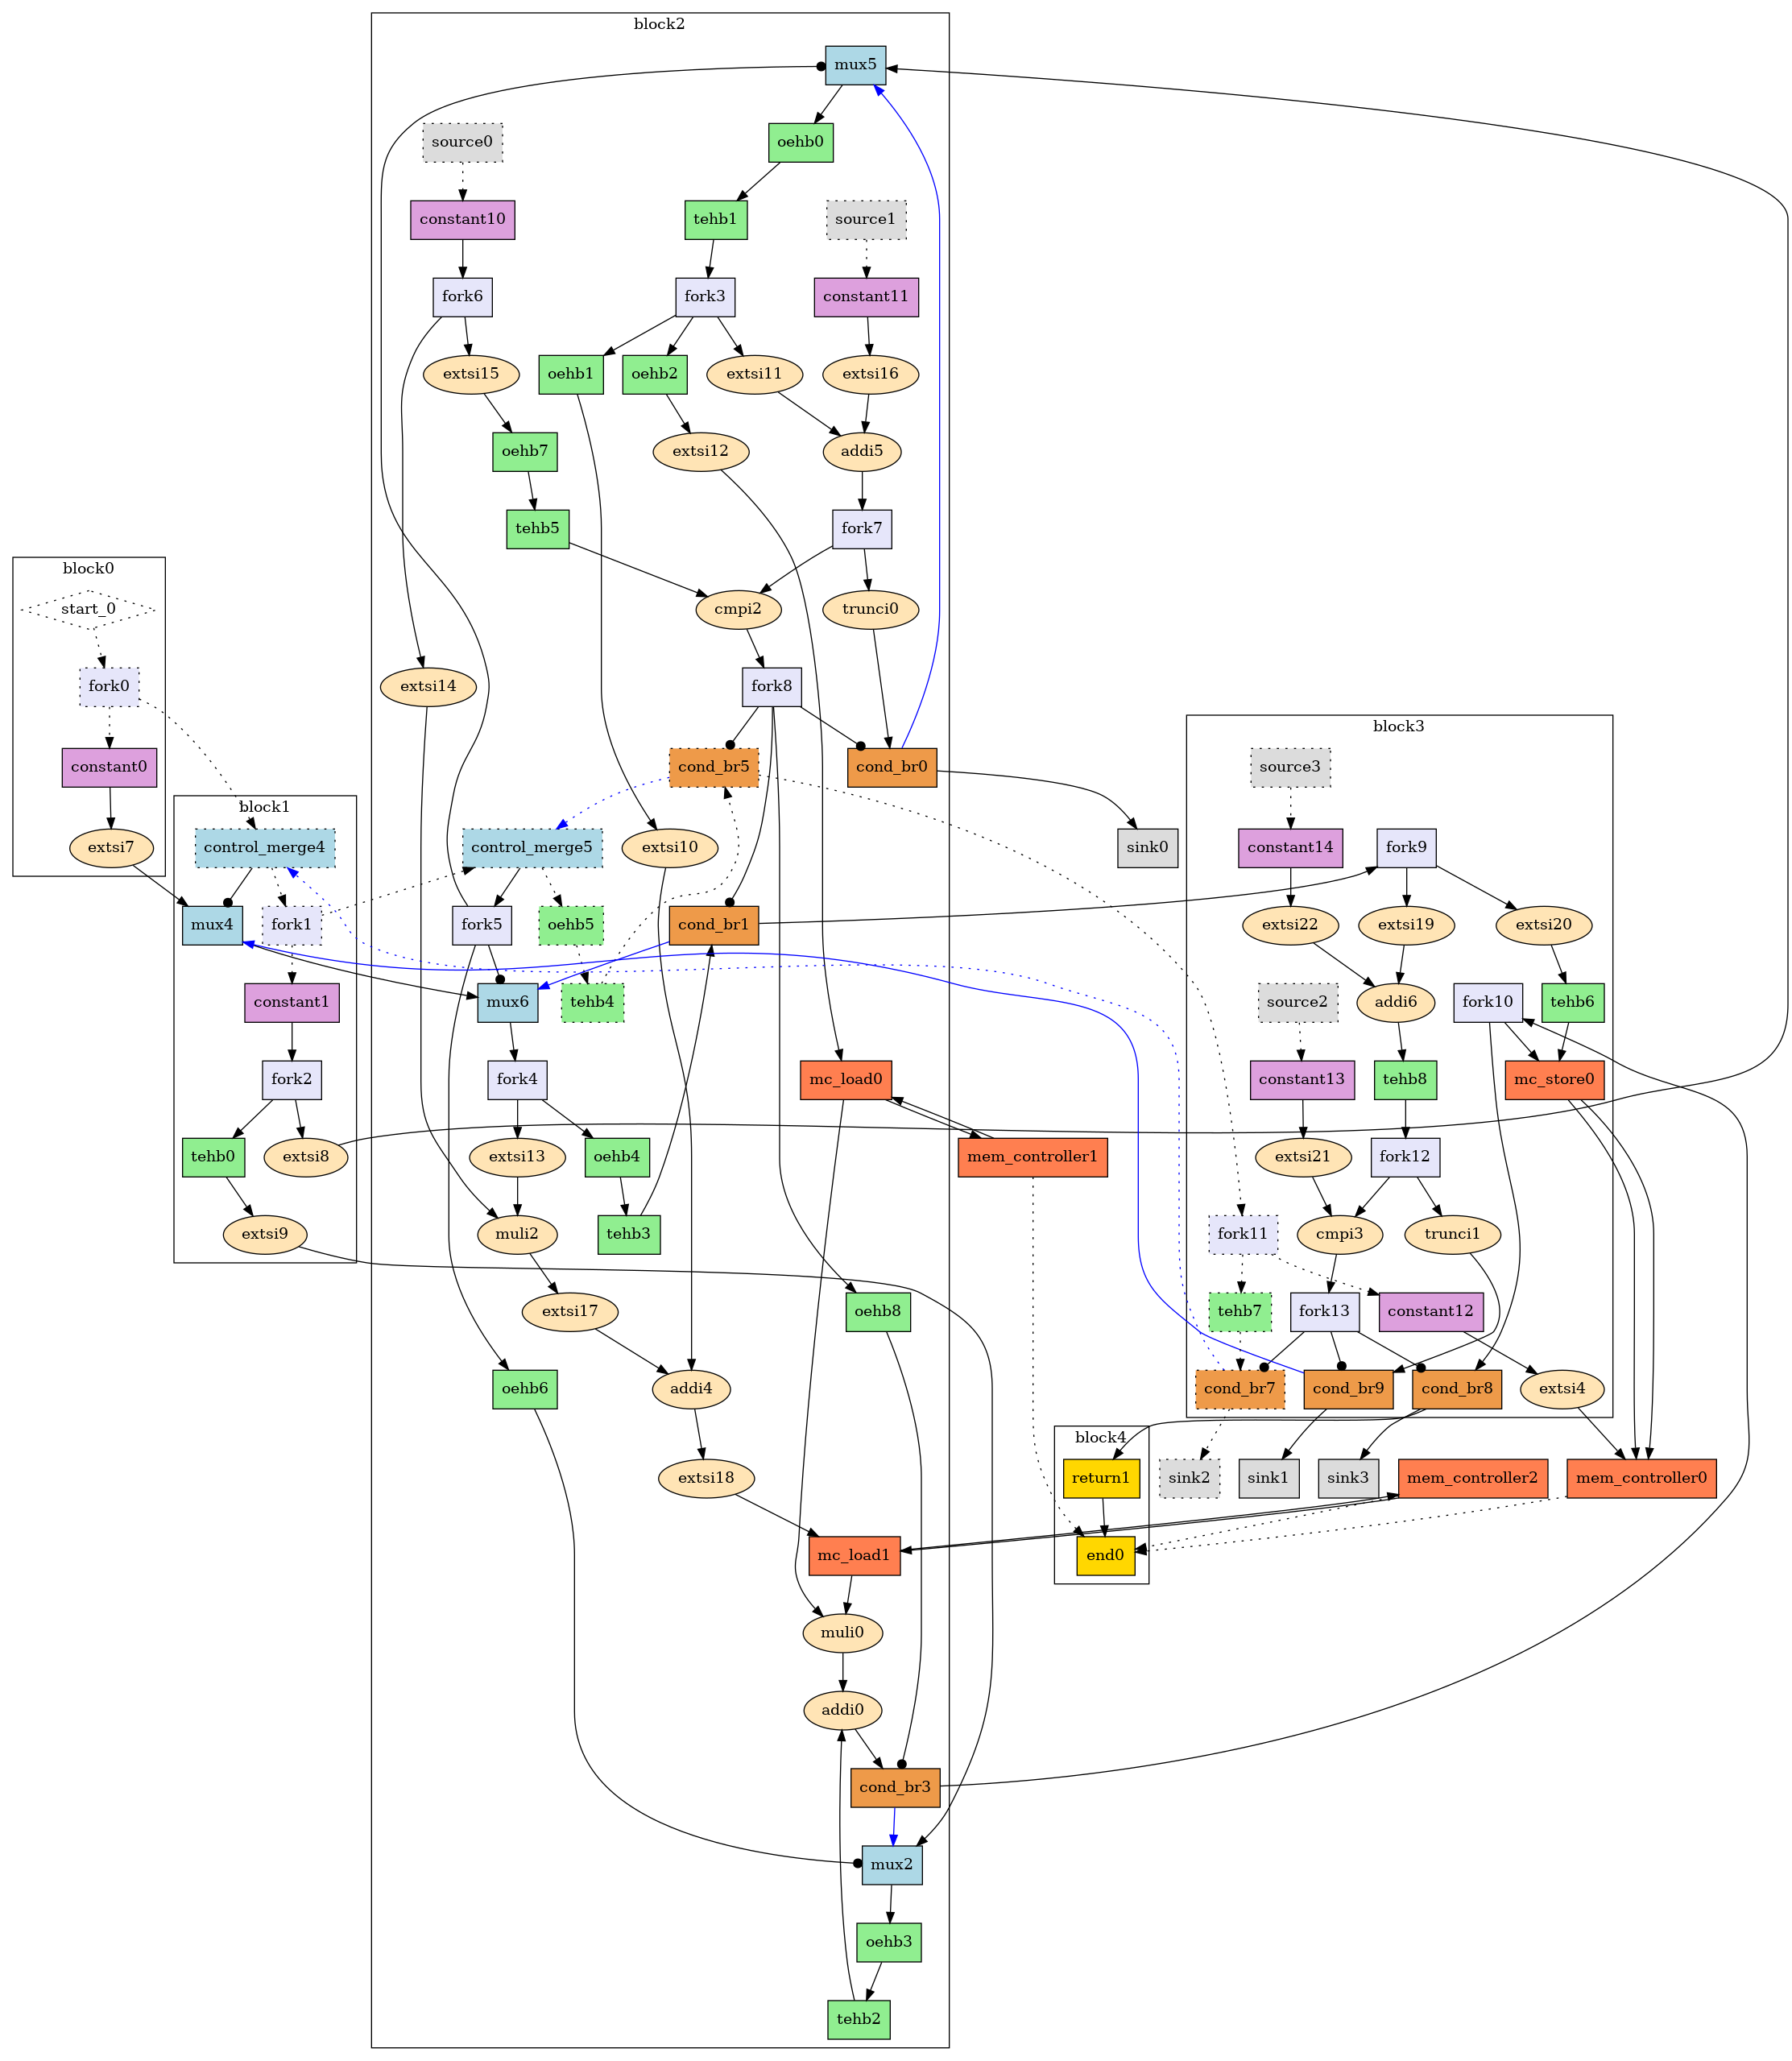 block2
mux5
source0
oehb0
constant10
tehb1
source1
fork6
fork3
constant11
extsi15
oehb1
oehb2
extsi11
extsi16
oehb7
extsi12
addi5
tehb5
fork7
block0
start_0
cmpi2
trunci0
fork0
extsi14
fork8
block3
constant0
cond_br5
cond_br0
source3
block1
extsi7
control_merge4
control_merge5
extsi10
sink0
constant14
fork9
mux4
fork1
fork5
oehb5
cond_br1
extsi22
extsi19
extsi20
constant1
mux6
tehb4
source2
addi6
fork10
tehb6
fork2
fork4
mc_load0
constant13
tehb8
mc_store0
tehb0
extsi8
extsi13
oehb4
mem_controller1
extsi21
fork12
extsi9
muli2
tehb3
fork11
cmpi3
trunci1
extsi17
oehb8
tehb7
fork13
constant12
oehb6
addi4
cond_br7
cond_br9
cond_br8
extsi4
block4
extsi18
return1
sink2
sink1
sink3
mem_controller2
mem_controller0
mc_load1
end0
muli0
addi0
cond_br3
mux2
oehb3
tehb2